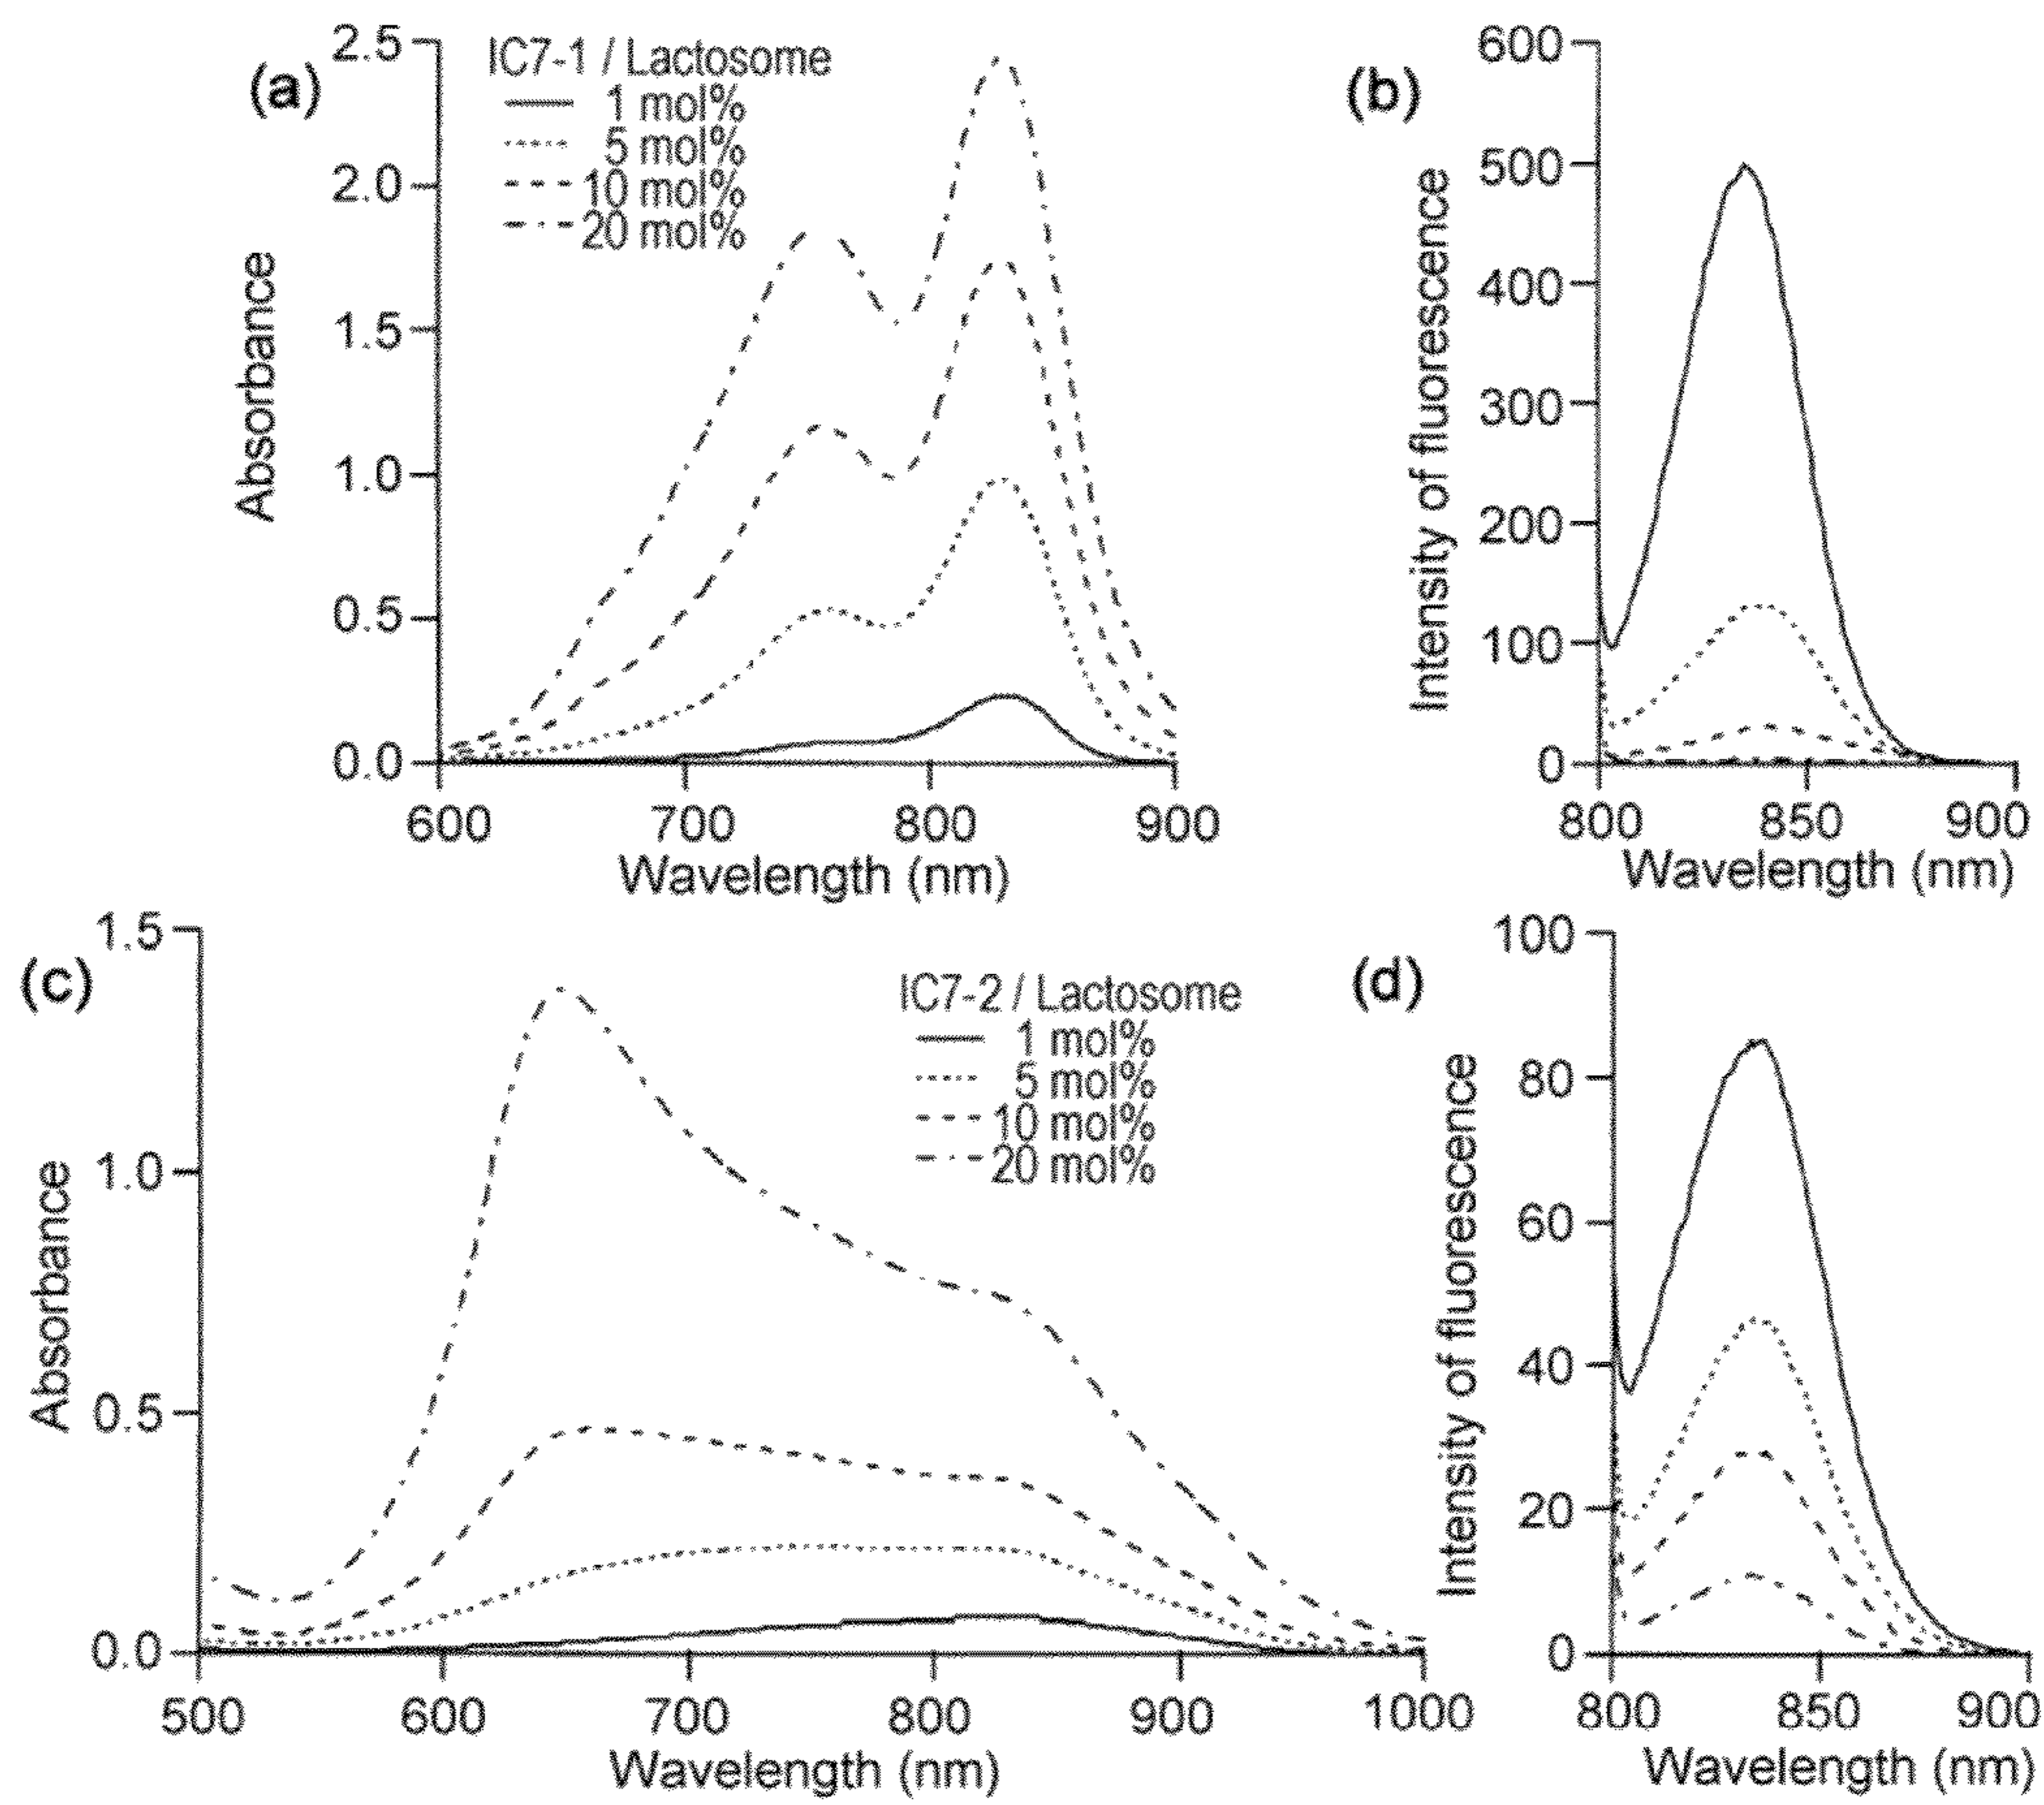 (a)
IC7-1 / Lactosome
1 mol%
5 mol%
10 mol%
20 mol%
Absorbance
2.5
2.0
1.5
1.0
0.5
0.0
600 700 800 900
Wavelength (nm)
(b)
Intensity of fluorescence
600
500
400
300
200
100
0
800 850 900
Wavelength (nm)
(c)
IC7-2 / Lactosome
1 mol%
5 mol%
10 mol%
20 mol%
Absorbance
1.5
1.0
0.5
0.0
500 600 700 800 900 1000
Wavelength (nm)
(d)
Intensity of fluorescence
100
80
60
40
20
0
800 850 900
Wavelength (nm)